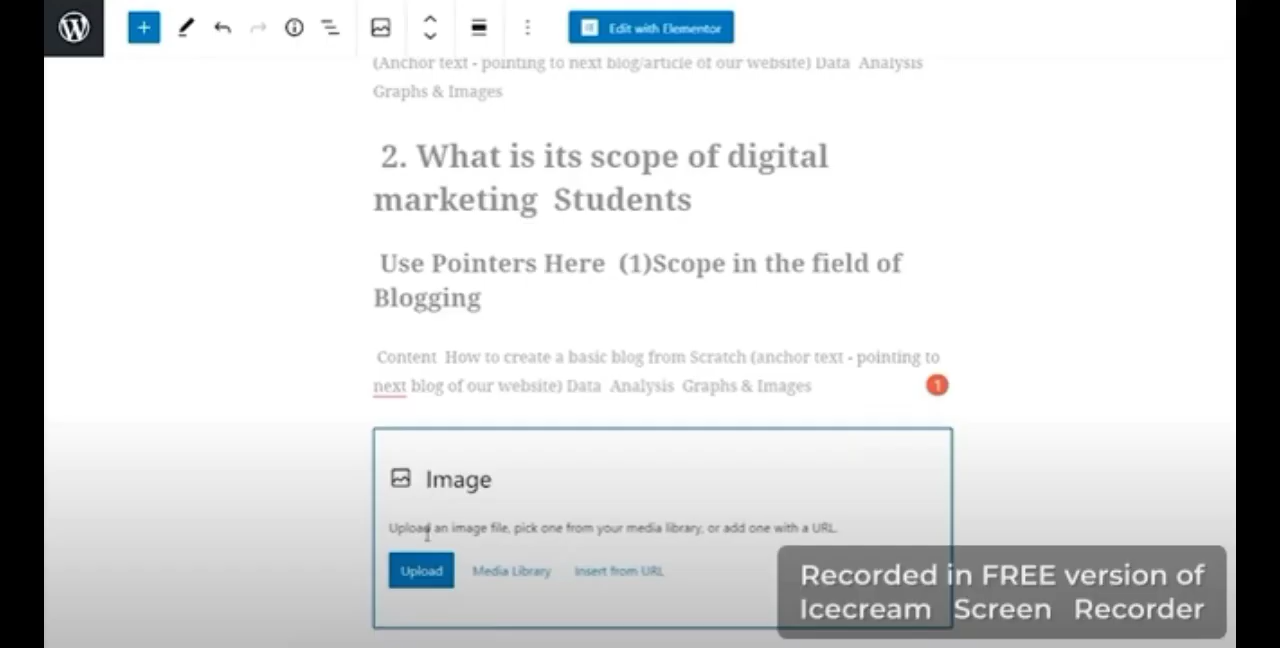 Edit with Elementor
(Anchor text - pointing to next blog/article of our website) Data Analysis
Graphs & Images
2. What is its scope of digital
marketing Students
Use Pointers Here (1)Scope in the field of
Blogging
Content How to create a basic blog from Scratch (anchor text - pointing to
next blog of our website) Data Analysis Graphs & Images
1
Image
Upload an image file, pick one from your media library, or add one with a URL.
Upload Media Library Insert from URL
Recorded in FREE version of
Icecream Screen Recorder